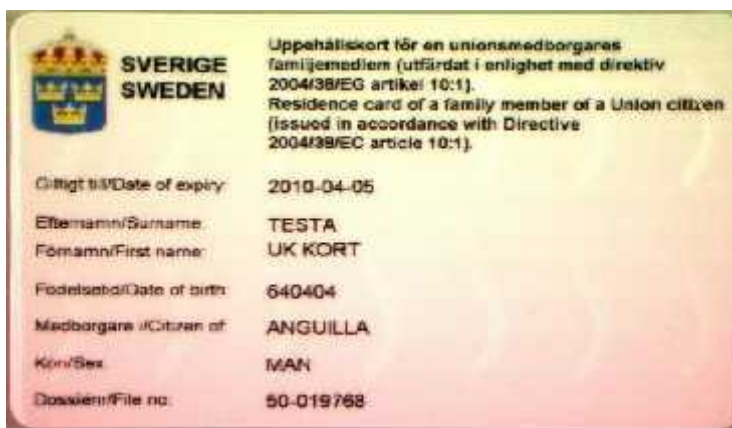 SVERIGE
SWEDEN
Uppehållskort för en unionsmedborgares
familjemedlem (utfärdat i enlighet med direktiv
2004/38/EG artikel 10:1).
Residence card of a family member of a Union citizen
(issued in accordance with Directive
2004/38/EC article 10:1).
Giltigt till/Date of expiry: 2010-04-05
Efternamn/Surname: TESTA
Förnamn/First name: UK KORT
Födelsetid/Date of birth: 640404
Medborgare i/Citizen of: ANGUILLA
Kön/Sex: MAN
Dossiernr/File no: 50-019768